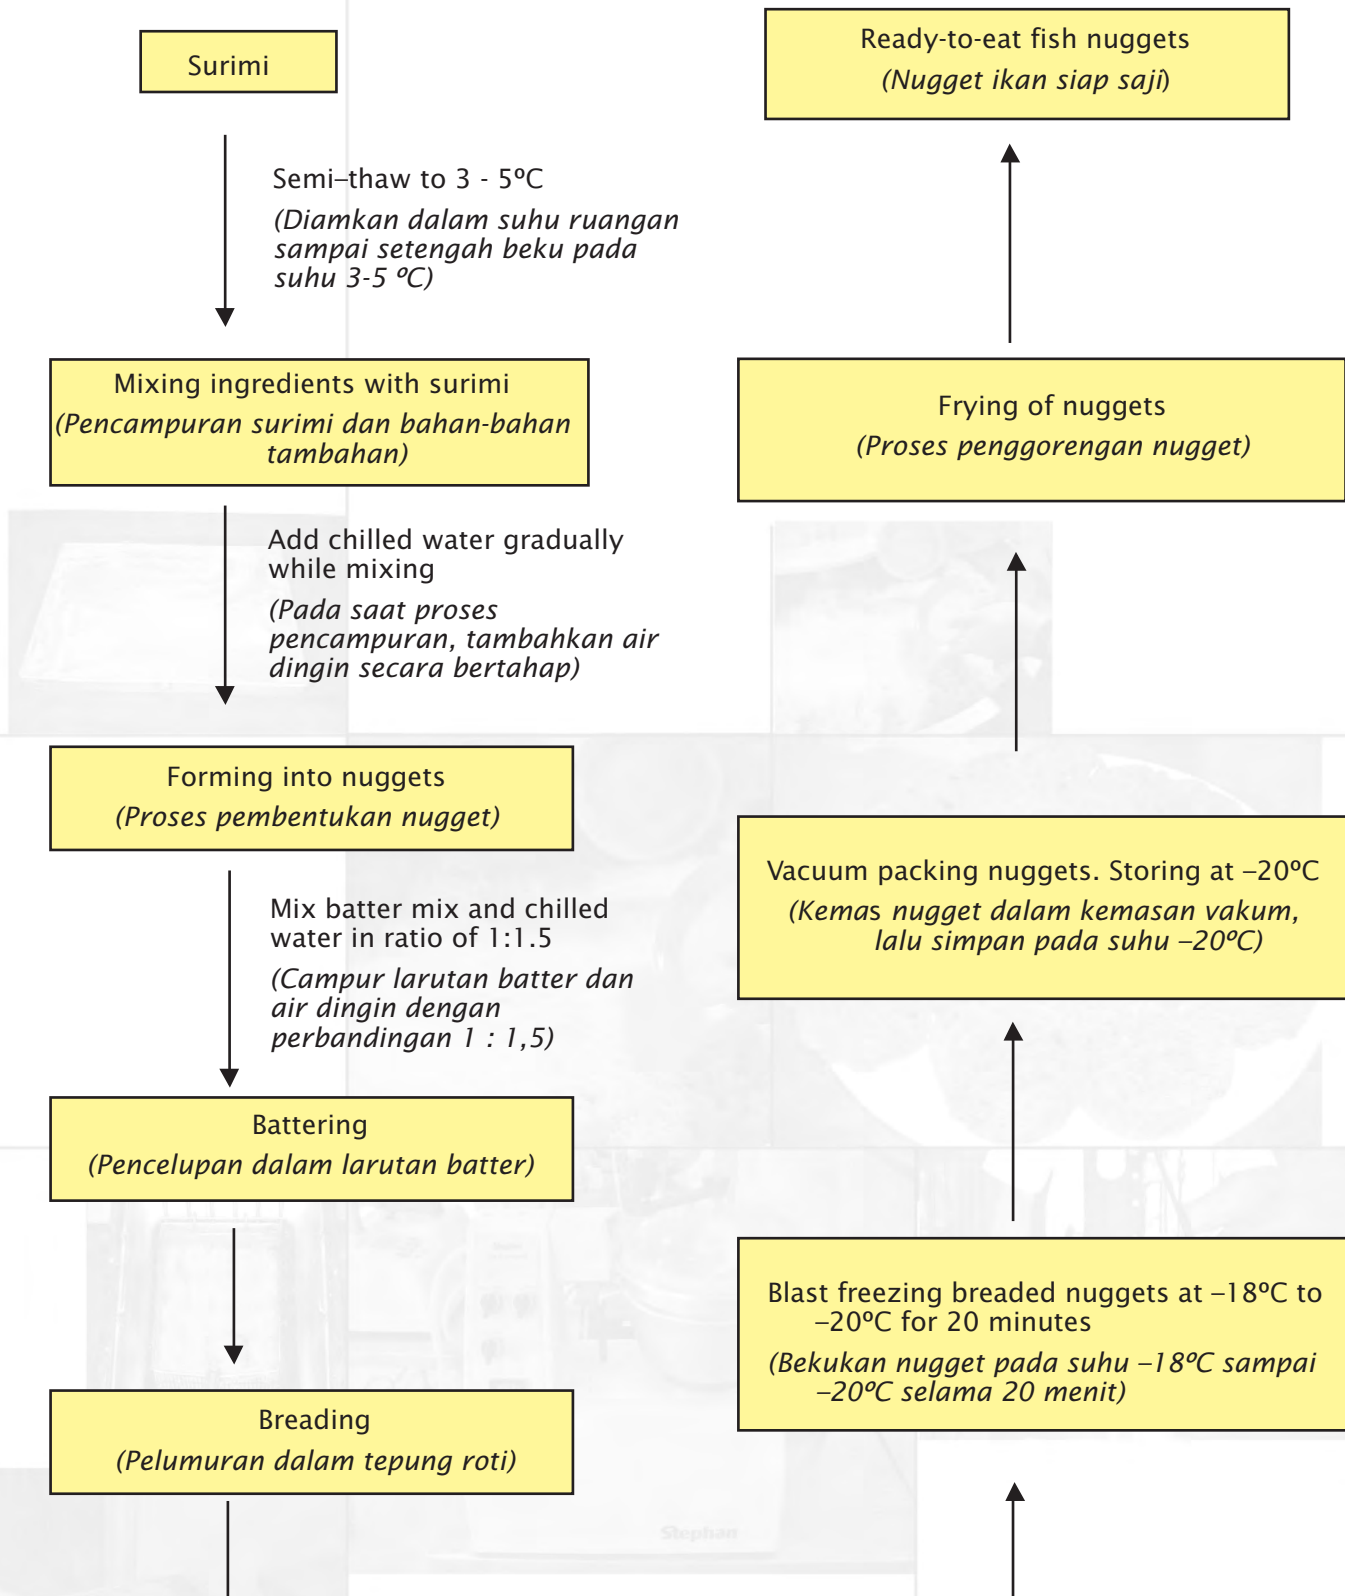 Surimi
Semi–thaw to 3 - 5ºC
(Diamkan dalam suhu ruangan
sampai setengah beku pada
suhu 3-5 ºC)
Mixing ingredients with surimi
(Pencampuran surimi dan bahan-bahan
tambahan)
Add chilled water gradually
while mixing
(Pada saat proses
pencampuran, tambahkan air
dingin secara bertahap)
Forming into nuggets
(Proses pembentukan nugget)
Mix batter mix and chilled
water in ratio of 1:1.5
(Campur larutan batter dan
air dingin dengan
perbandingan 1 : 1,5)
Battering
(Pencelupan dalam larutan batter)
Breading
(Pelumuran dalam tepung roti)
Stephan
Blast freezing breaded nuggets at –18ºC to
–20ºC for 20 minutes
(Bekukan nugget pada suhu –18ºC sampai
–20ºC selama 20 menit)
Vacuum packing nuggets. Storing at –20ºC
(Kemas nugget dalam kemasan vakum,
lalu simpan pada suhu –20ºC)
Frying of nuggets
(Proses penggorengan nugget)
Ready-to-eat fish nuggets
(Nugget ikan siap saji)